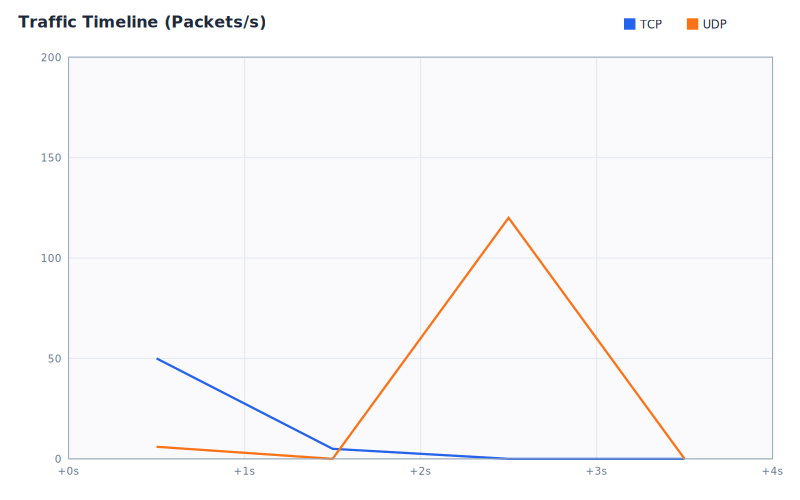 Traffic Timeline (Packets/s)
TCP
UDP
200
150
100
50
0
+0s
+1s
+2s
+3s
+4s